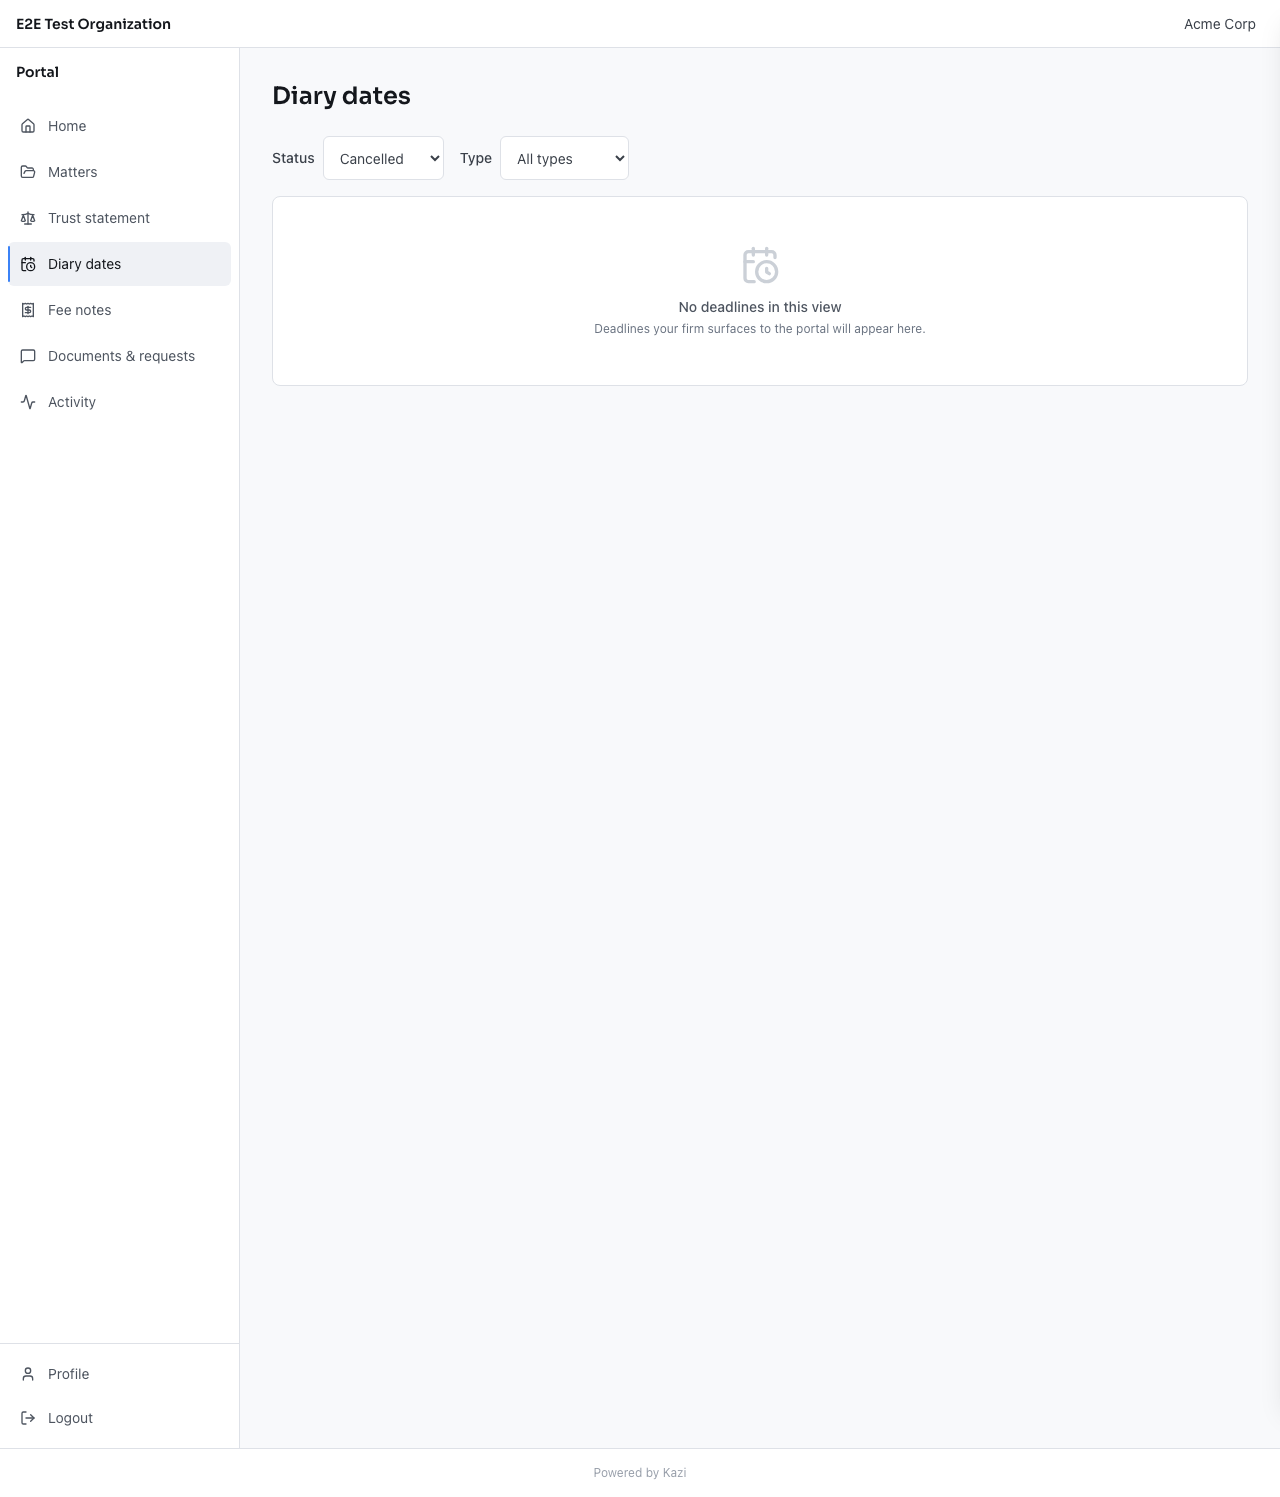 E2E Test Organization
Acme Corp
Portal
Home
Matters
Trust statement
Diary dates
Fee notes
Documents & requests
Activity
Profile
Logout
Diary dates
Status Cancelled Type All types
No deadlines in this view
Deadlines your firm surfaces to the portal will appear here.
Powered by Kazi